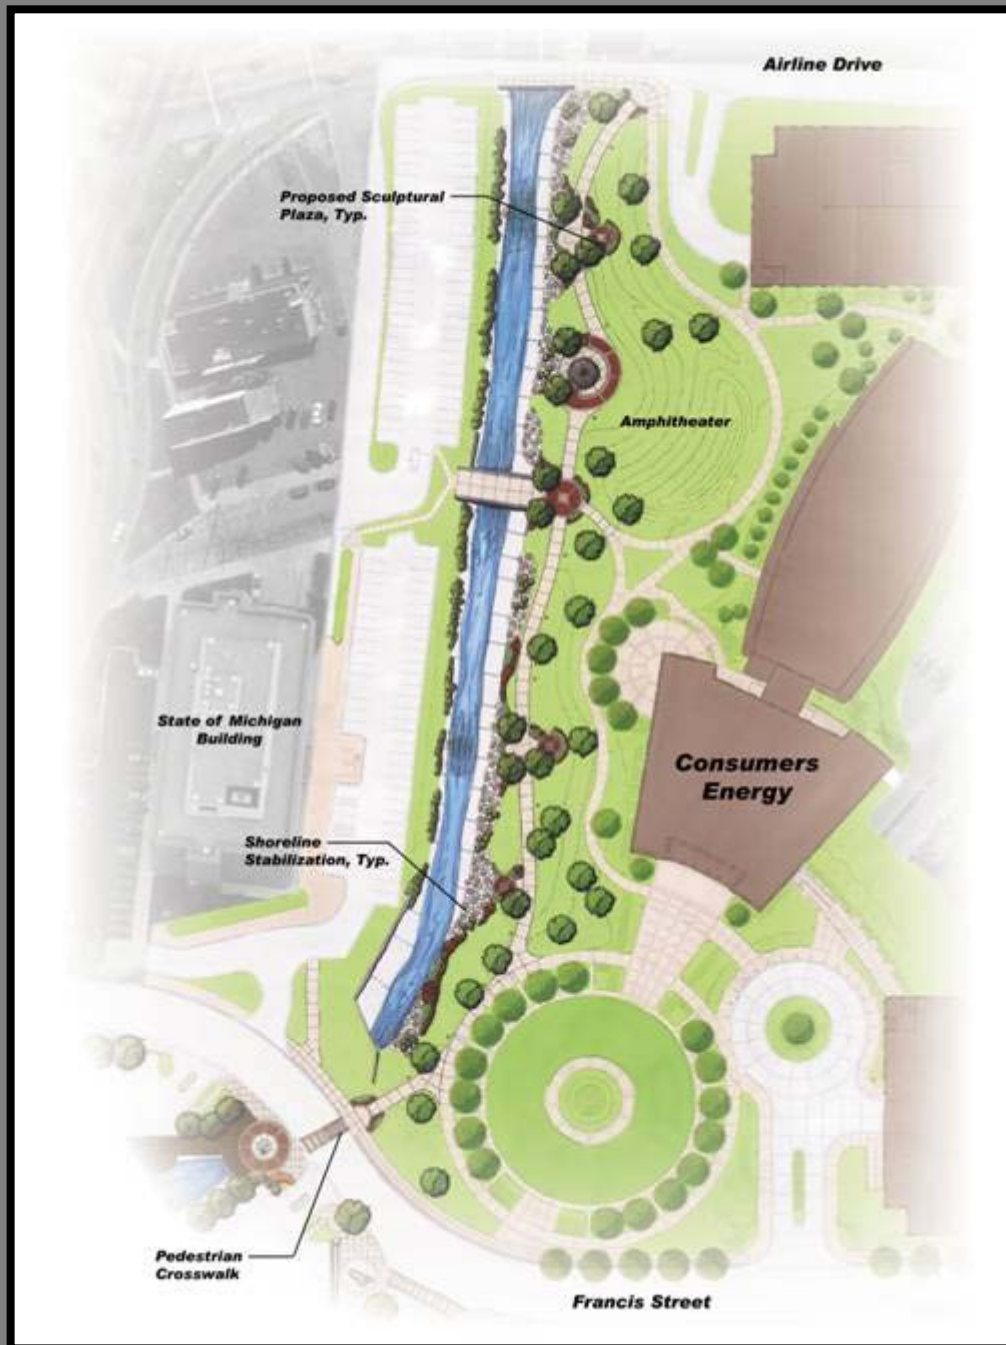 Airline Drive
Proposed Sculptural
Plaza, Typ.
Amphitheater
State of Michigan
Building
Consumers
Energy
Shoreline
Stabilization, Typ.
Pedestrian
Crosswalk
Francis Street